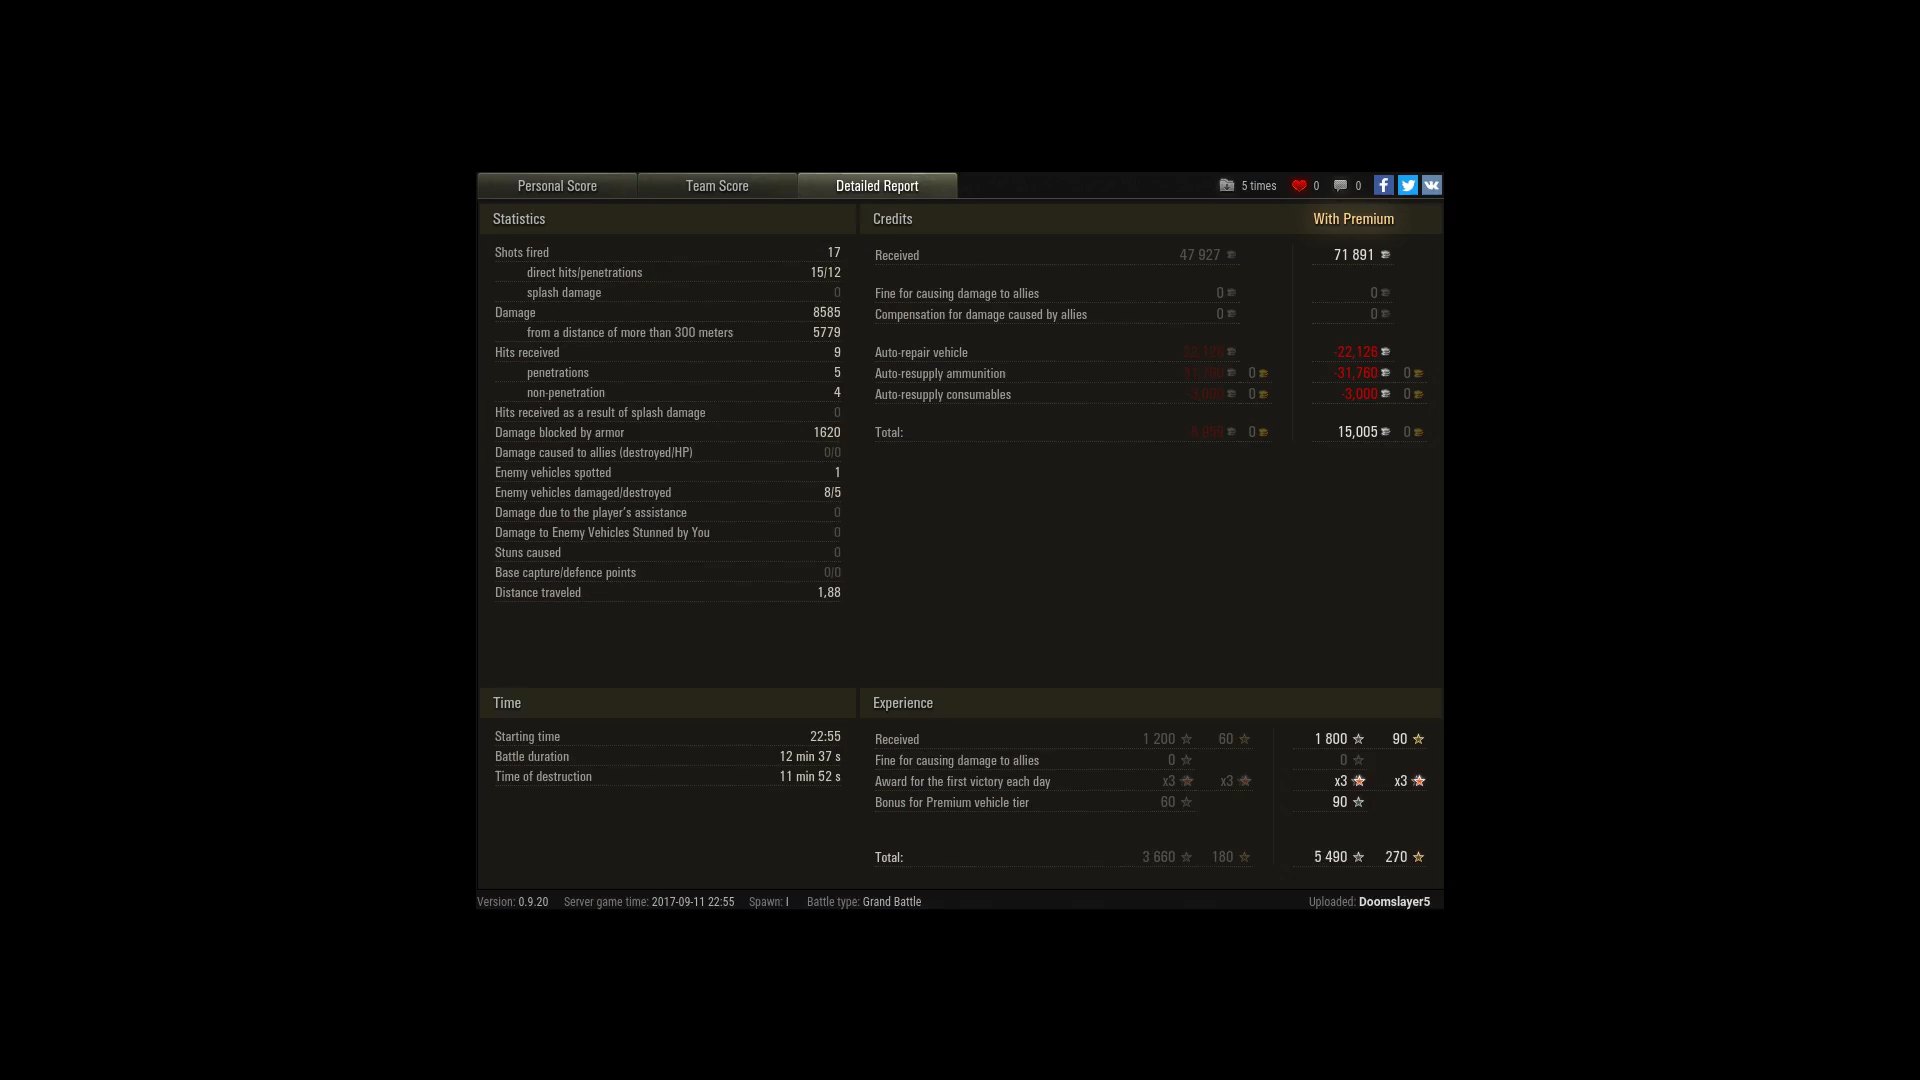 Personal Score Team Score Detailed Report 5 times 0 0
Statistics
Shots fired 17
direct hits/penetrations 15/12
splash damage 0
Damage 8585
from a distance of more than 300 meters 5779
Hits received 9
penetrations 5
non-penetration 4
Hits received as a result of splash damage 0
Damage blocked by armor 1620
Damage caused to allies (destroyed/HP) 0/0
Enemy vehicles spotted 1
Enemy vehicles damaged/destroyed 8/5
Damage due to the player's assistance 0
Damage to Enemy Vehicles Stunned by You 0
Stuns caused 0
Base capture/defence points 0/0
Distance traveled 1,88
Credits With Premium
Received 47 927 71 891
Fine for causing damage to allies 0 0
Compensation for damage caused by allies 0 0
Auto-repair vehicle -22,126
Auto-resupply ammunition 0 -31,760 0
Auto-resupply consumables 0 -3,000 0
Total: 0 15,005 0
Time
Starting time 22:55
Battle duration 12 min 37 s
Time of destruction 11 min 52 s
Experience
Received 1 200 60 1 800 90
Fine for causing damage to allies 0 0
Award for the first victory each day x3 x3 x3 x3
Bonus for Premium vehicle tier 60 90
Total: 3 660 180 5 490 270
Version: 0.9.20 Server game time: 2017-09-11 22:55 Spawn: I Battle type: Grand Battle Uploaded: Doomslayer5